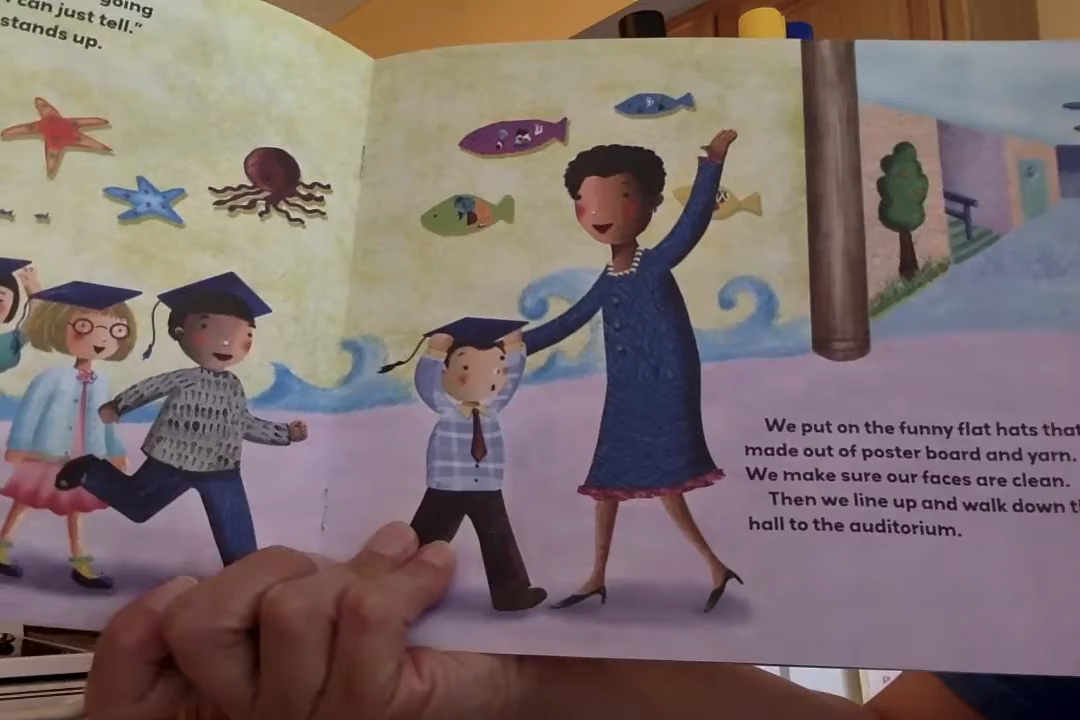 going
can just tell."
stands up.
We put on the funny flat hats that
made out of poster board and yarn.
We make sure our faces are clean.
Then we line up and walk down
hall to the auditorium.